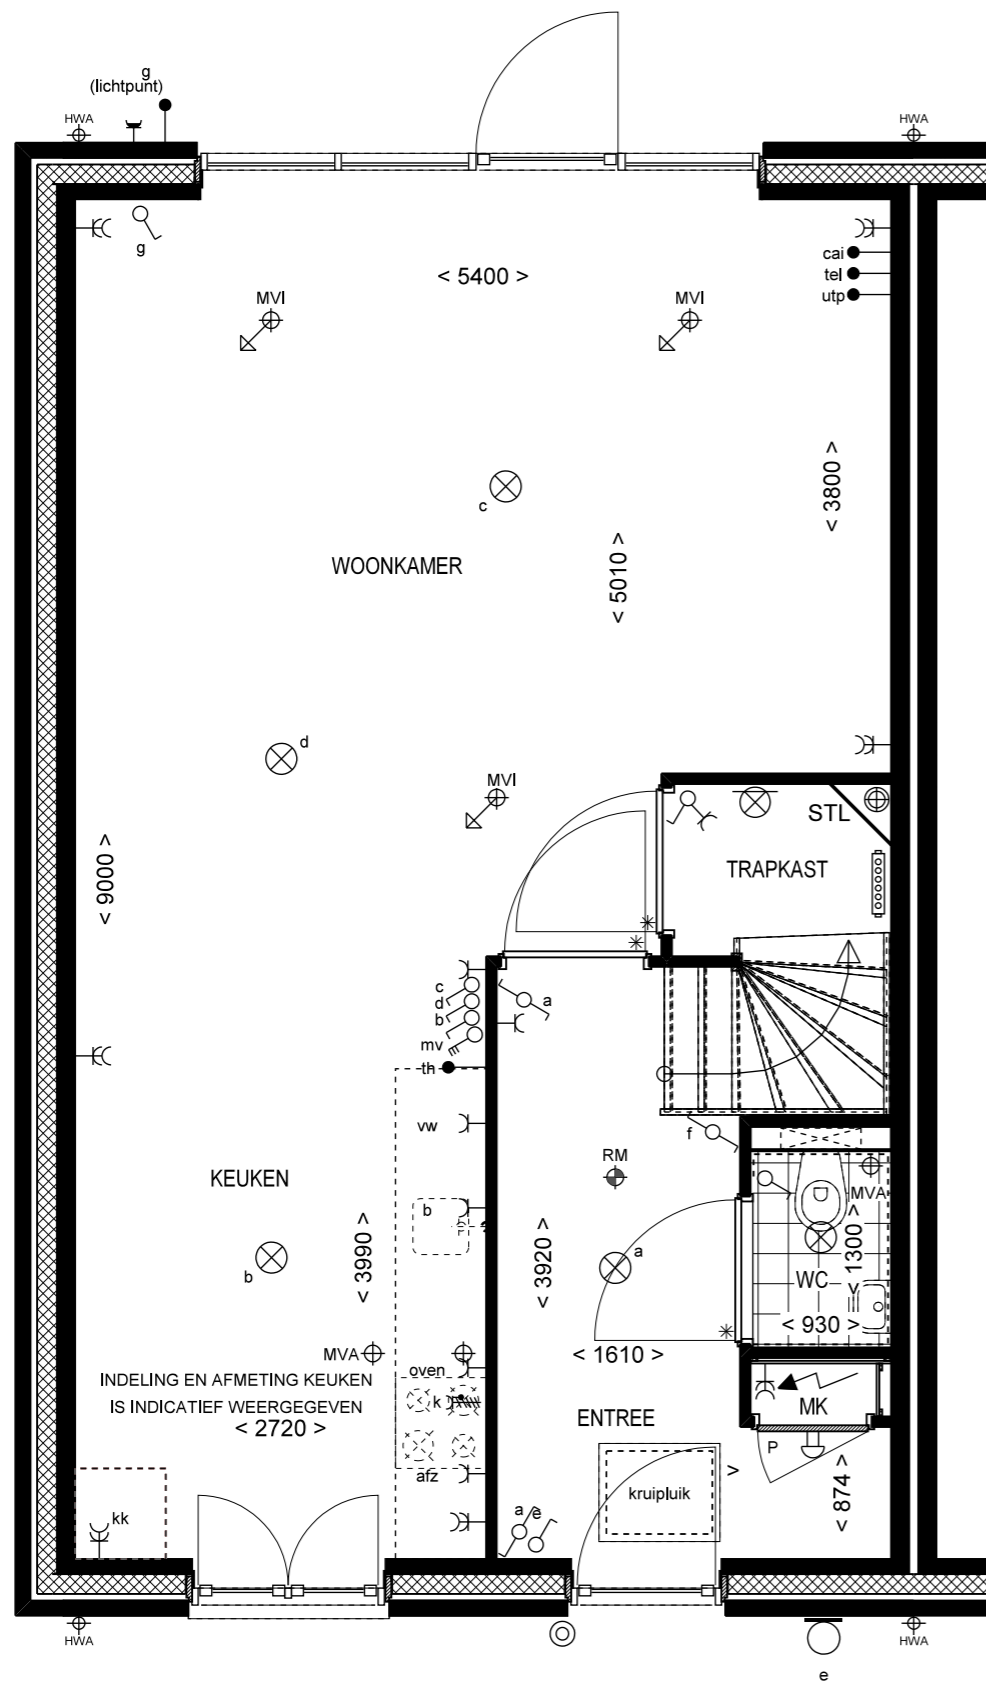 g
(lichtpunt)
HWA
HWA
g
< 5400 >
cai
tel
utp
MVI
MVI
< 3800 >
c
WOONKAMER
< 5010 >
d
MVI
STL
TRAPKAST
< 9000 >
c
d
b
mv
th
a
vw
f
RM
KEUKEN
MVA
b
< 3990 >
< 3920 >
a
< 1300 >
WC
b
< 930 >
MVA
oven
< 1610 >
INDELING EN AFMETING KEUKEN
IS INDICATIEF WEERGEGEVEN
k
MK
< 2720 >
ENTREE
P
afz
kruipluik
>
< 874 >
kk
a
e
HWA
HWA
e